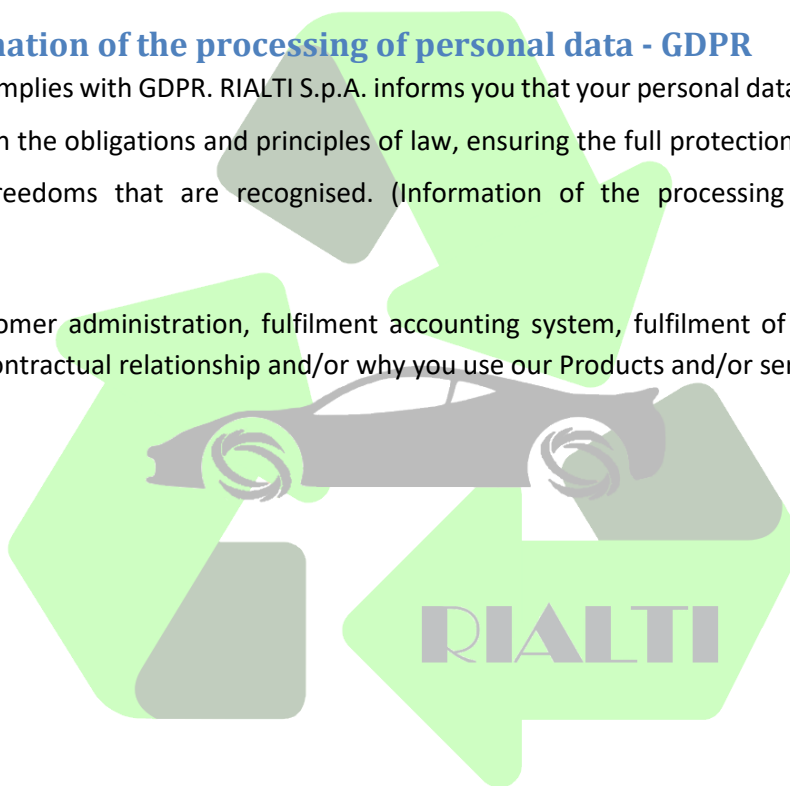 nation of the processing of personal data - GDPR
mplies with GDPR. RIALTI S.p.A. informs you that your personal data
n the obligations and principles of law, ensuring the full protection
reedoms that are recognised. (Information of the processing
omer administration, fulfilment accounting system, fulfilment of
ontractual relationship and/or why you use our Products and/or ser
RIALTI